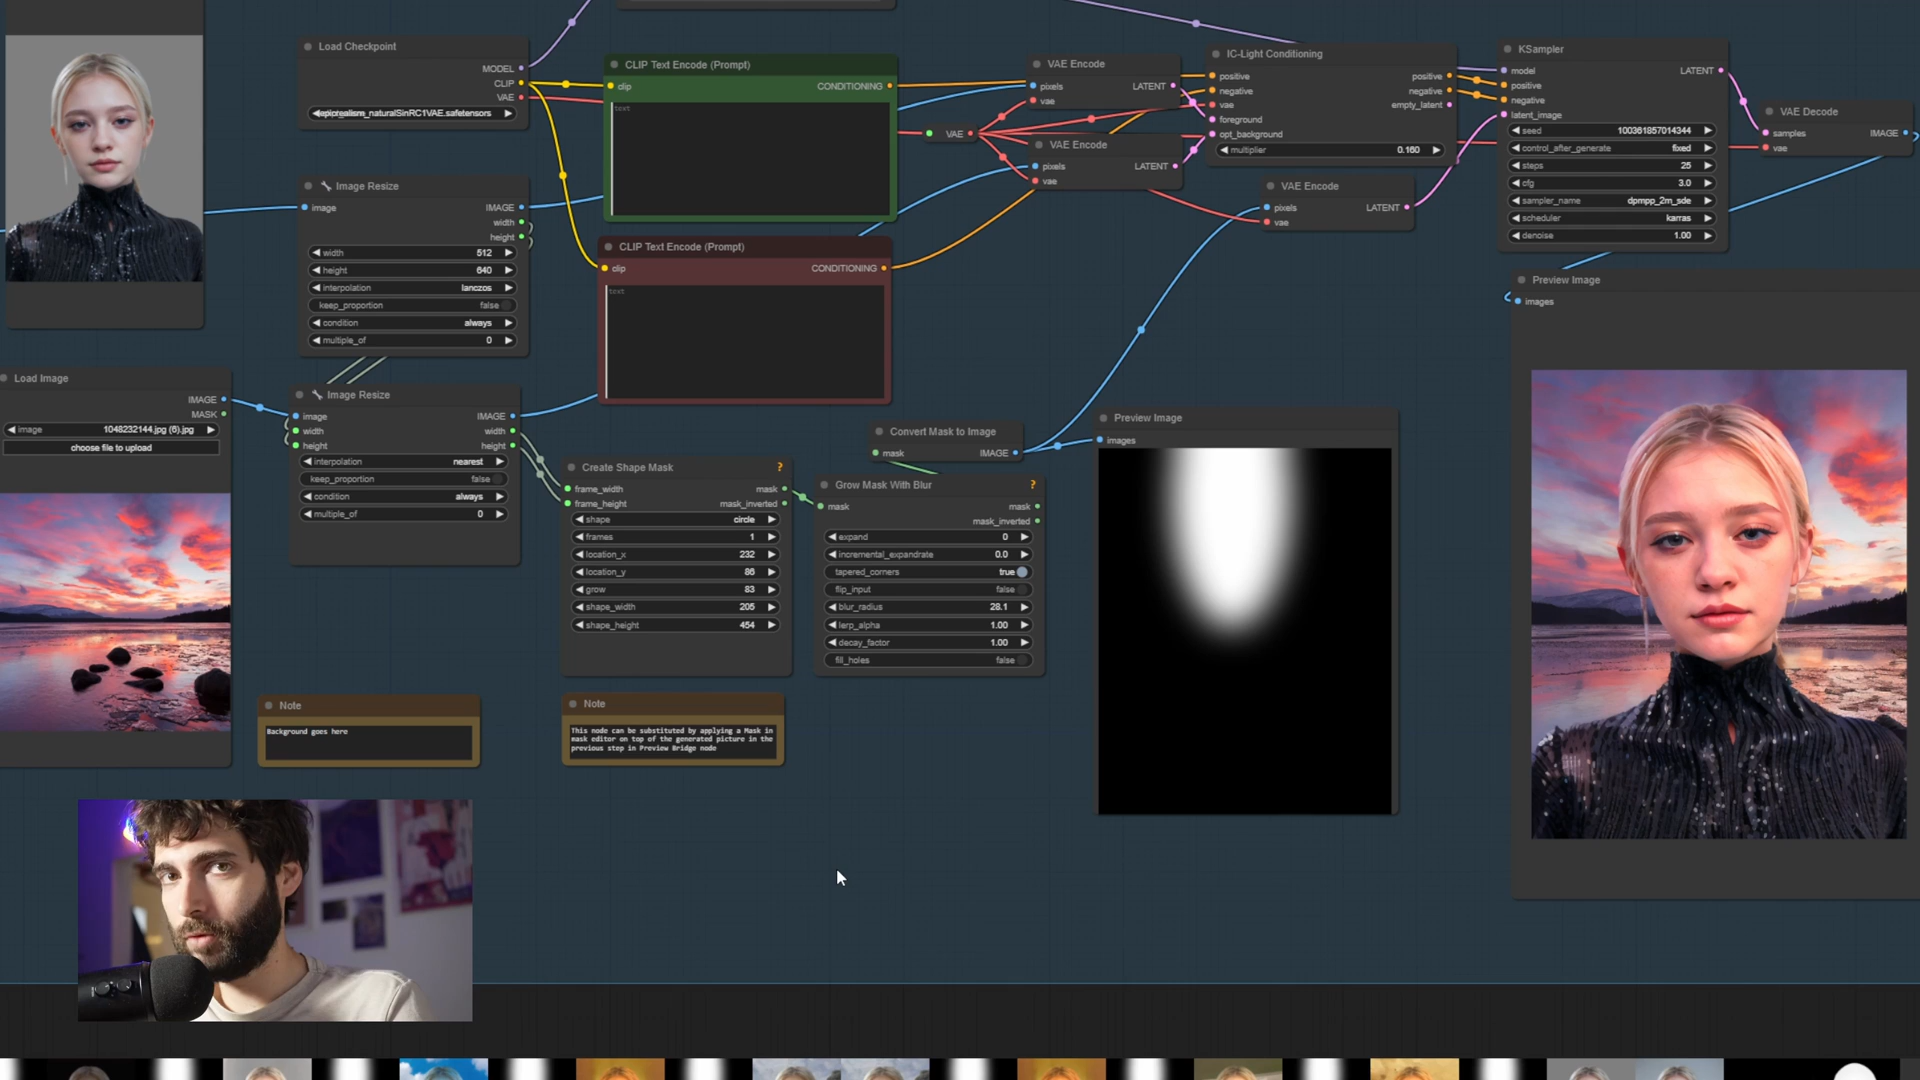 Load Checkpoint
MODEL
CLIP
VAE
epicrealism_naturalSinRC1VAE.safetensors
Image Resize
image IMAGE
width
height
width 512
height 640
interpolation lanczos
keep_proportion false
condition always
multiple_of 0
Load Image
IMAGE
MASK
image 1048232144.jpg (6).jpg
choose file to upload
Image Resize
image IMAGE
width width
height height
interpolation nearest
keep_proportion false
condition always
multiple_of 0
CLIP Text Encode (Prompt)
clip CONDITIONING
text
CLIP Text Encode (Prompt)
clip CONDITIONING
text
Create Shape Mask ?
frame_width mask
frame_height mask_inverted
shape circle
frames 1
location_x 232
location_y 86
grow 83
shape_width 205
shape_height 454
Convert Mask to Image
mask IMAGE
Grow Mask With Blur ?
mask mask
mask_inverted
expand 0
incremental_expandrate 0.0
tapered_corners true
flip_input false
blur_radius 28.1
lerp_alpha 1.00
decay_factor 1.00
fill_holes false
Note
Background goes here
Note
This node can be substituted by applying a Mask in
mask editor on top of the generated picture in the
previous step in Preview Bridge node
VAE Encode
pixels LATENT
vae
VAE
VAE Encode
pixels LATENT
vae
IC-Light Conditioning
positive positive
negative negative
vae empty_latent
foreground
opt_background
multiplier 0.160
VAE Encode
pixels LATENT
vae
Preview Image
images
KSampler
model LATENT
positive
negative
latent_image
seed 100361857014344
control_after_generate fixed
steps 25
cfg 3.0
sampler_name dpmpp_2m_sde
scheduler karras
denoise 1.00
VAE Decode
samples IMAGE
vae
Preview Image
images